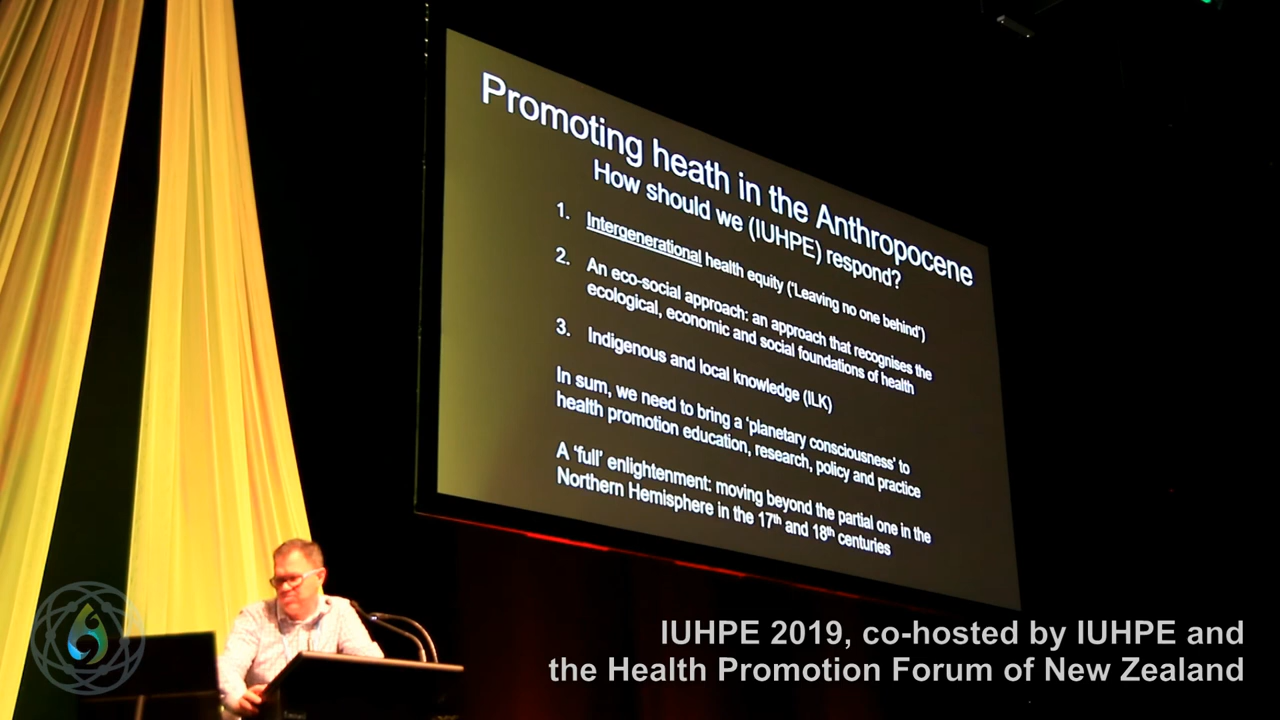 Promoting heath in the Anthropocene
How should we (IUHPE) respond?
1. Intergenerational health equity ('Leaving no one behind')
2. An eco-social approach: an approach that recognises the
ecological, economic and social foundations of health
3. Indigenous and local knowledge (ILK)
In sum, we need to bring a 'planetary consciousness' to
health promotion education, research, policy and practice
A 'full' enlightenment: moving beyond the partial one in the
Northern Hemisphere in the 17th and 18th centuries
IUHPE 2019, co-hosted by IUHPE and
the Health Promotion Forum of New Zealand